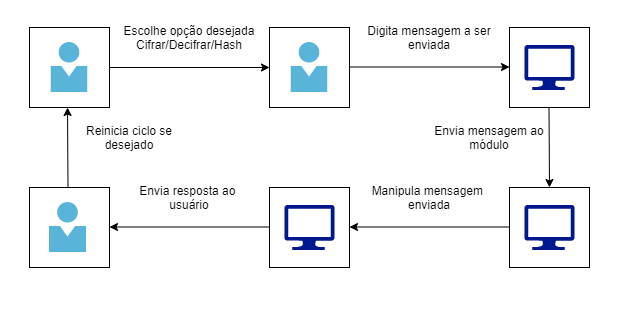 Escolhe opção desejada
Cifrar/Decifrar/Hash
Digita mensagem a ser
enviada
Envia mensagem ao
módulo
Manipula mensagem
enviada
Envia resposta ao
usuário
Reinicia ciclo se
desejado